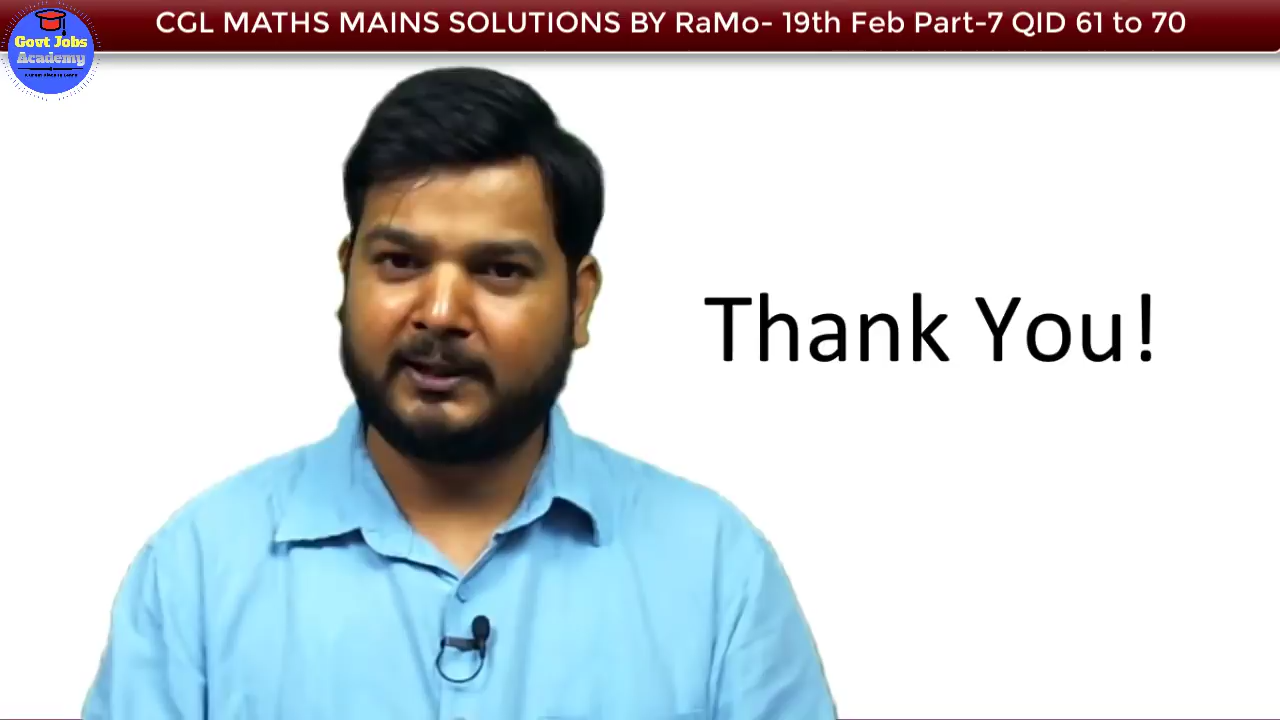 CGL MATHS MAINS SOLUTIONS BY RaMo- 19th Feb Part-7 QID 61 to 70
Govt Jobs
Academy
Thank You!